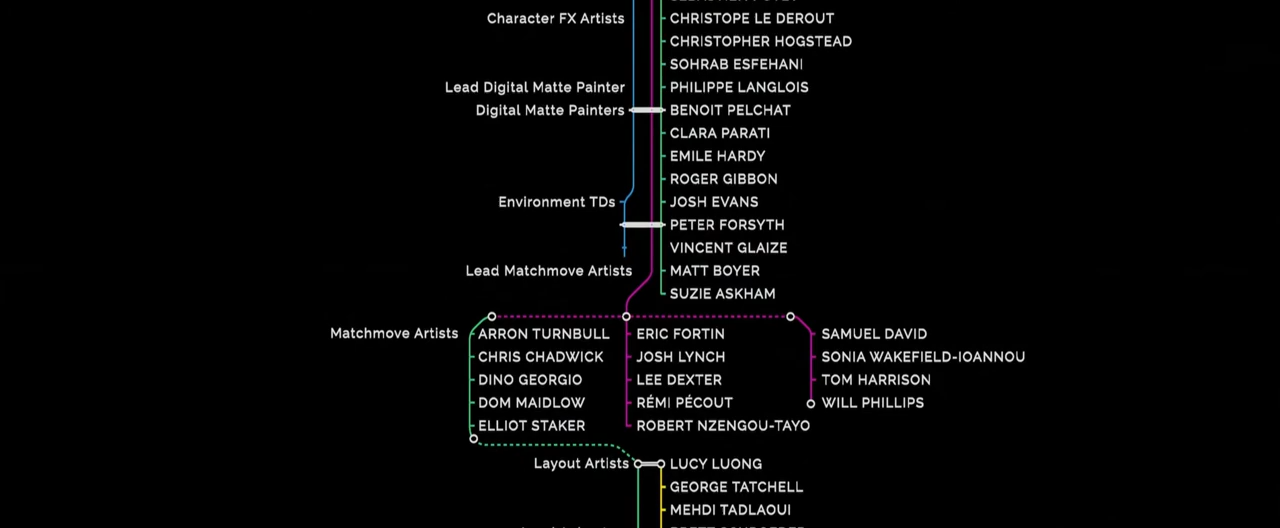 Character FX Artists CHRISTOPE LE DEROUT
CHRISTOPHER HOGSTEAD
SOHRAB ESFEHANI
Lead Digital Matte Painter PHILIPPE LANGLOIS
Digital Matte Painters BENOIT PELCHAT
CLARA PARATI
EMILE HARDY
ROGER GIBBON
Environment TDs JOSH EVANS
PETER FORSYTH
VINCENT GLAIZE
Lead Matchmove Artists MATT BOYER
SUZIE ASKHAM
Matchmove Artists ARRON TURNBULL ERIC FORTIN SAMUEL DAVID
CHRIS CHADWICK JOSH LYNCH SONIA WAKEFIELD-IOANNOU
DINO GEORGIO LEE DEXTER TOM HARRISON
DOM MAIDLOW RÉMI PÉCOUT WILL PHILLIPS
ELLIOT STAKER ROBERT NZENGOU-TAYO
Layout Artists LUCY LUONG
GEORGE TATCHELL
MEHDI TADLAOUI